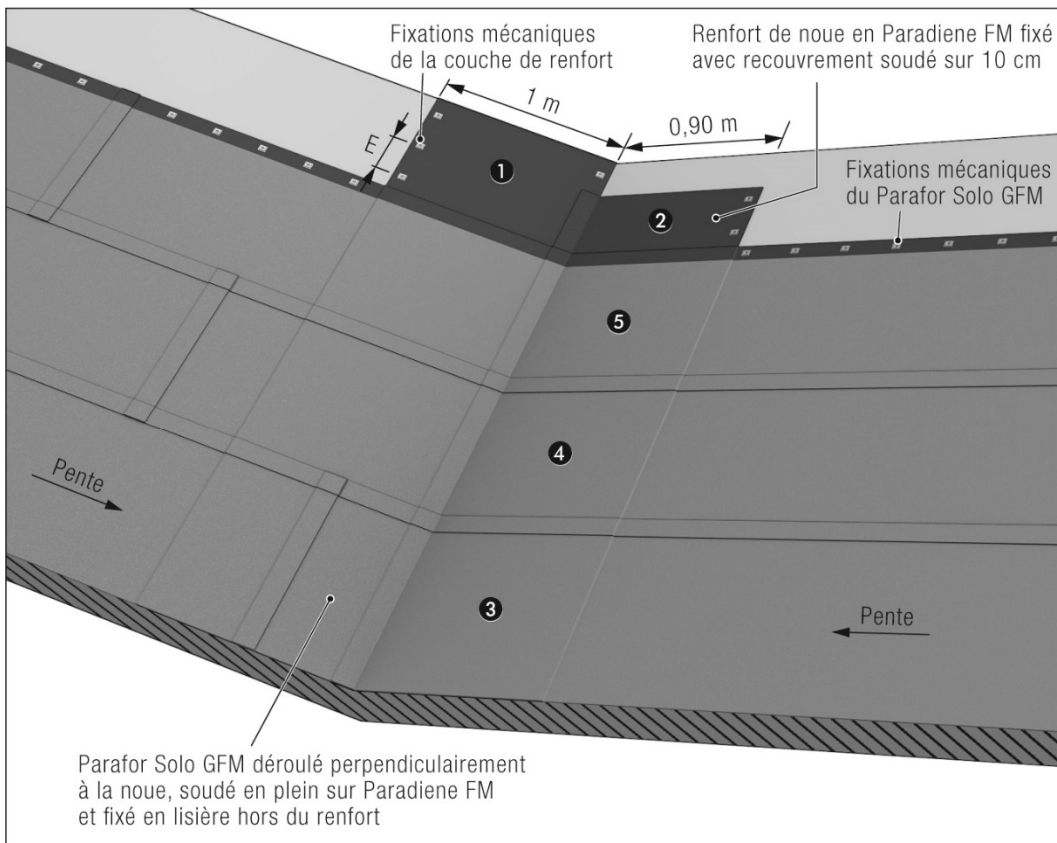 Fixations mécaniques
de la couche de renfort
Renfort de noue en Paradiene FM fixé
avec recouvrement soudé sur 10 cm
1 m
0,90 m
E
Fixations mécaniques
du Parafor Solo GFM
1
2
5
4
3
Pente
Pente
Parafor Solo GFM déroulé perpendiculairement
à la noue, soudé en plein sur Paradiene FM
et fixé en lisière hors du renfort